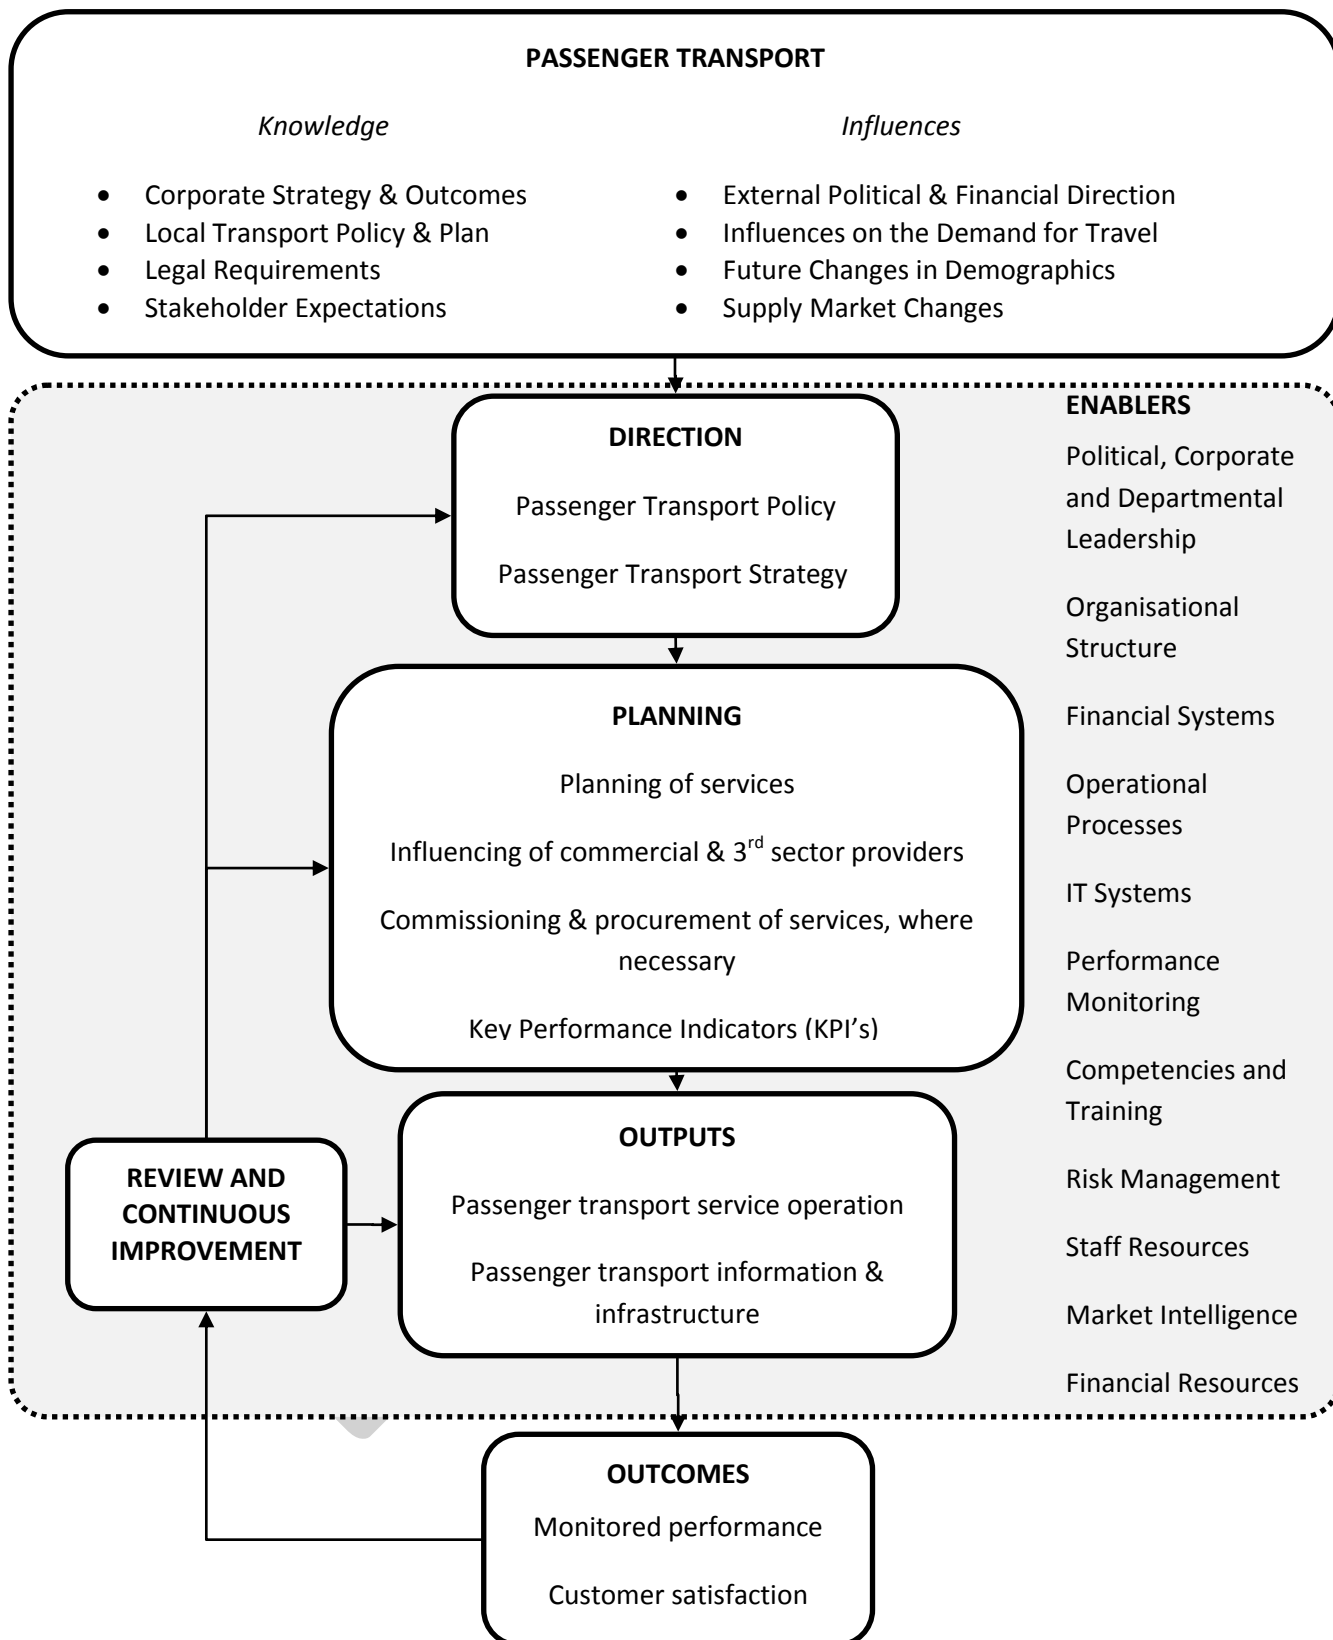 PASSENGER TRANSPORT
Knowledge
• Corporate Strategy & Outcomes
• Local Transport Policy & Plan
• Legal Requirements
• Stakeholder Expectations
Influences
• External Political & Financial Direction
• Influences on the Demand for Travel
• Future Changes in Demographics
• Supply Market Changes
DIRECTION
Passenger Transport Policy
Passenger Transport Strategy
PLANNING
Planning of services
Influencing of commercial & 3rd sector providers
Commissioning & procurement of services, where
necessary
Key Performance Indicators (KPI’s)
OUTPUTS
Passenger transport service operation
Passenger transport information &
infrastructure
REVIEW AND
CONTINUOUS
IMPROVEMENT
OUTCOMES
Monitored performance
Customer satisfaction
ENABLERS
Political, Corporate
and Departmental
Leadership
Organisational
Structure
Financial Systems
Operational
Processes
IT Systems
Performance
Monitoring
Competencies and
Training
Risk Management
Staff Resources
Market Intelligence
Financial Resources